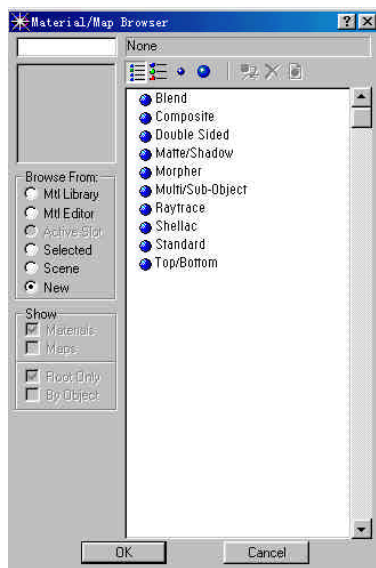 Material/Map Browser
None
Blend
Composite
Double Sided
Matte/Shadow
Morpher
Multi/Sub-Object
Raytrace
Shellac
Standard
Top/Bottom
Browse From:
Mtl Library
Mtl Editor
Active Slot
Selected
Scene
New
Show
Materials
Maps
Root Only
By Object
OK
Cancel